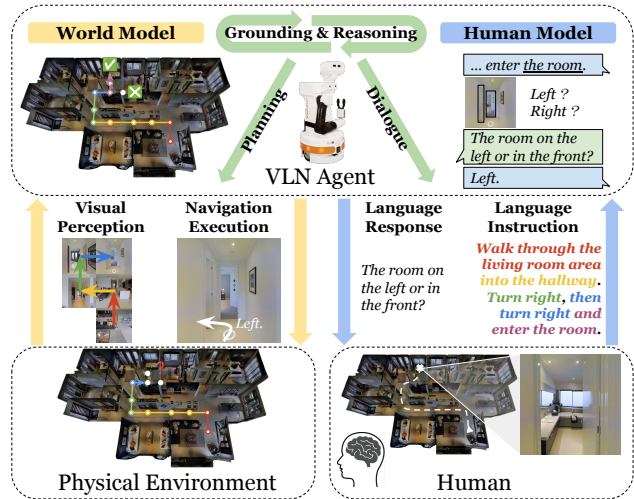 World Model
Grounding & Reasoning
Human Model
Planning
Dialogue
VLN Agent
... enter the room.
Left ?
Right ?
The room on the
left or in the front?
Left.
Visual
Perception
Navigation
Execution
Left.
Language
Response
The room on
the left or in
the front?
Language
Instruction
Walk through the
living room area
into the hallway.
Turn right, then
turn right and
enter the room.
?
Physical Environment
Human